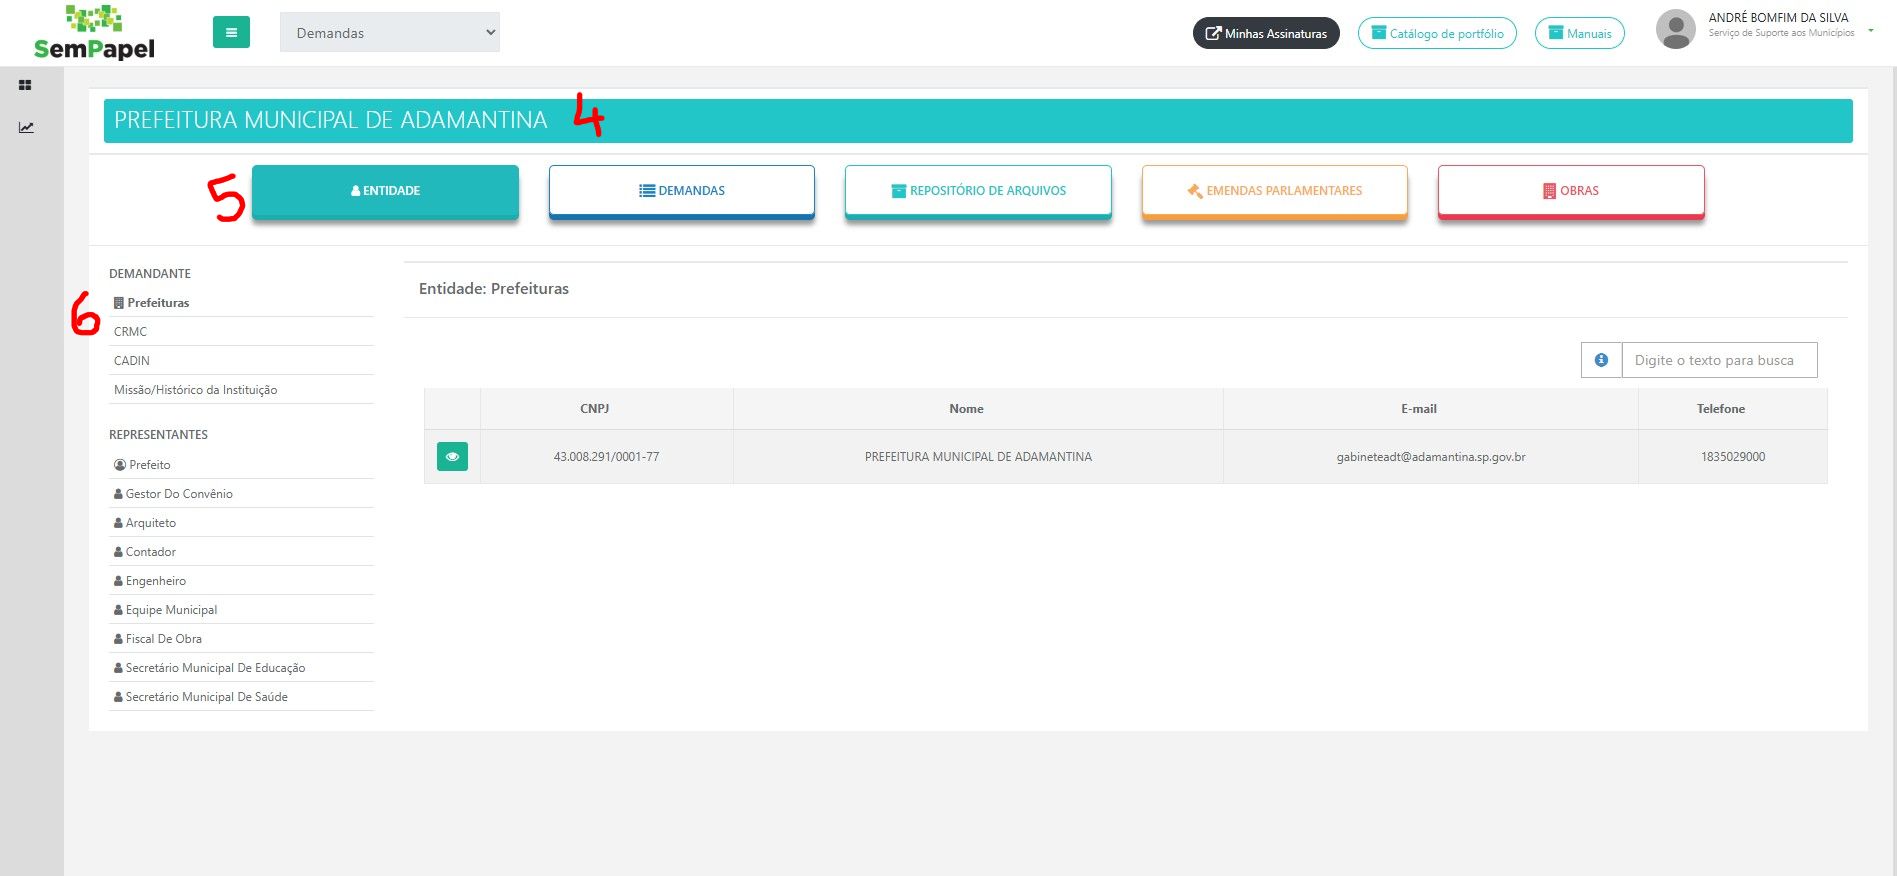 SemPapel
Demandas
Minhas Assinaturas
Catálogo de portfólio
Manuais
ANDRÉ BOMFIM DA SILVA
Serviço de Suporte aos Municípios
PREFEITURA MUNICIPAL DE ADAMANTINA 4
5
ENTIDADE
DEMANDAS
REPOSITÓRIO DE ARQUIVOS
EMENDAS PARLAMENTARES
OBRAS
DEMANDANTE
6
Prefeituras
CRMC
CADIN
Missão/Histórico da Instituição
REPRESENTANTES
Prefeito
Gestor Do Convênio
Arquiteto
Contador
Engenheiro
Equipe Municipal
Fiscal De Obra
Secretário Municipal De Educação
Secretário Municipal De Saúde
Entidade: Prefeituras
Digite o texto para busca
CNPJ Nome E-mail Telefone
43.008.291/0001-77 PREFEITURA MUNICIPAL DE ADAMANTINA gabineteadt@adamantina.sp.gov.br 1835029000